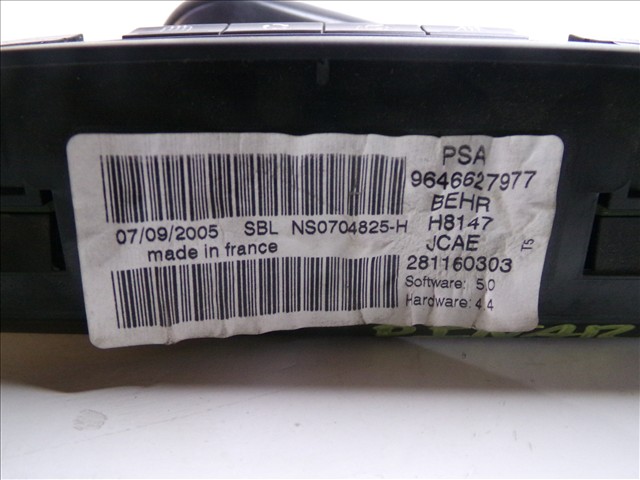 PSA
9646627977
BEHR
H8147
JCAE
281160303
Software: 5.0
Hardware: 4.4
T5
07/09/2005 SBL NS0704825-H
made in france